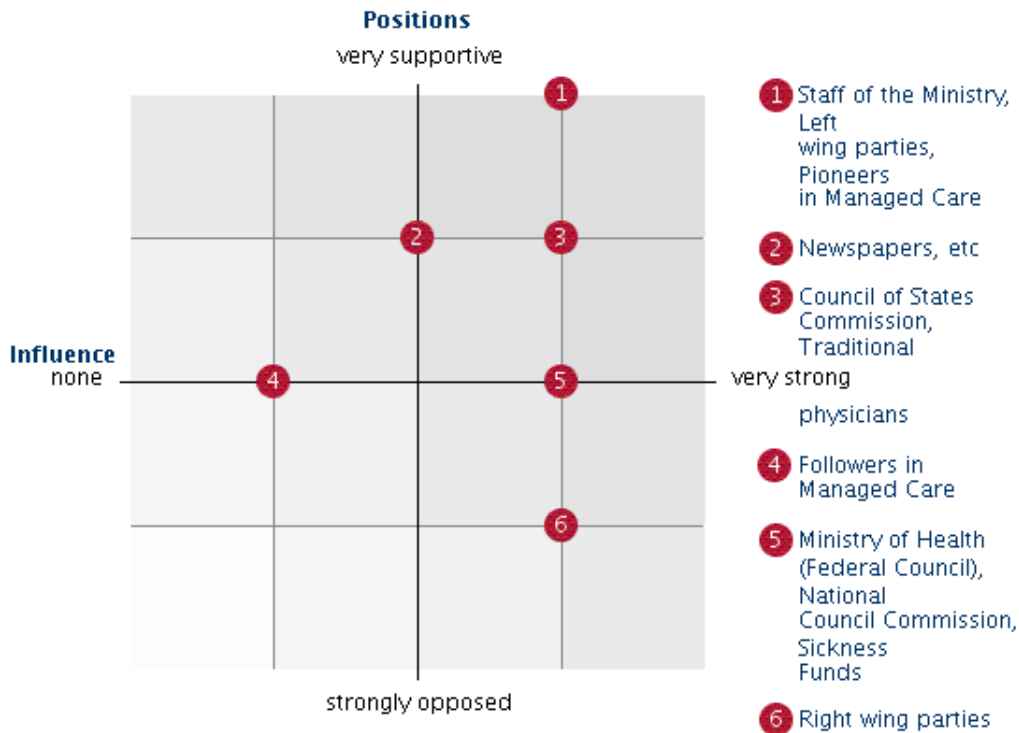 Positions
very supportive
1
2
3
Influence
none
4
5
very strong
6
strongly opposed
1 Staff of the Ministry,
Left
wing parties,
Pioneers
in Managed Care
2 Newspapers, etc
3 Council of States
Commission,
Traditional
physicians
4 Followers in
Managed Care
5 Ministry of Health
(Federal Council),
National
Council Commission,
Sickness
Funds
6 Right wing parties